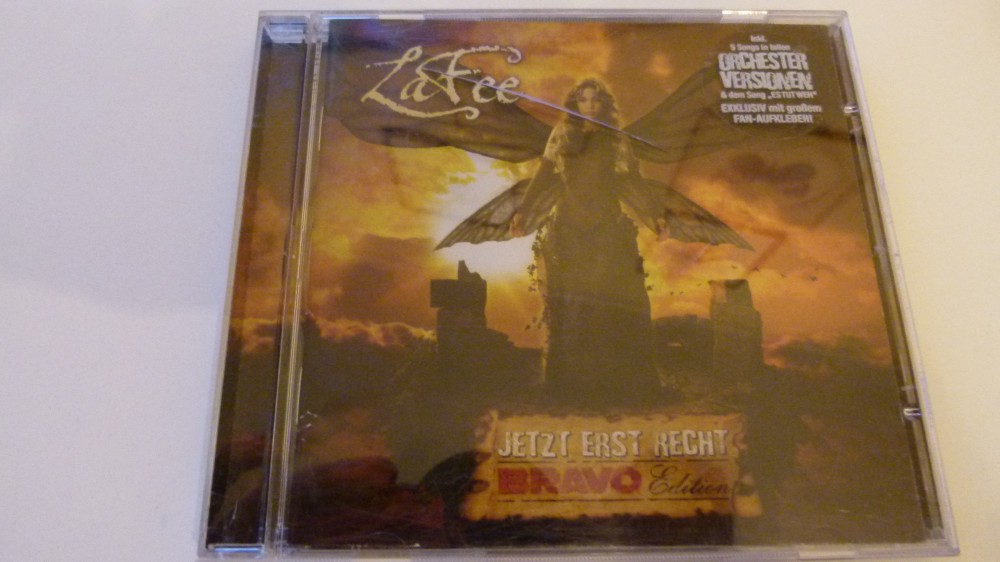 LaFee
Inkl.
5 Songs in tollen
ORCHESTER
VERSIONEN
& dem Song „ES TUT WEH“
EXKLUSIV mit großem
FAN-AUFKLEBER!
JETZT ERST RECHT
BRAVO Edition